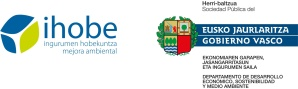 ihobe
ingurumen hobekuntza
mejora ambiental
Herri-baltzua
Sociedad Pública del
EUSKO JAURLARITZA
GOBIERNO VASCO
EKONOMIAREN GARAPEN,
JASANGARRITASUN
ETA INGURUMEN SAILA
DEPARTAMENTO DE DESARROLLO
ECONÓMICO, SOSTENIBILIDAD
Y MEDIO AMBIENTE